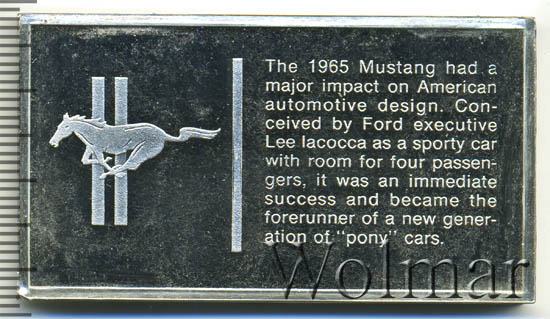 The 1965 Mustang had a
major impact on American
automotive design. Con-
ceived by Ford executive
Lee Iacocca as a sporty car
with room for four passen-
gers, it was an immediate
success and became the
forerunner of a new gener-
ation of "pony" cars.
Wolmar